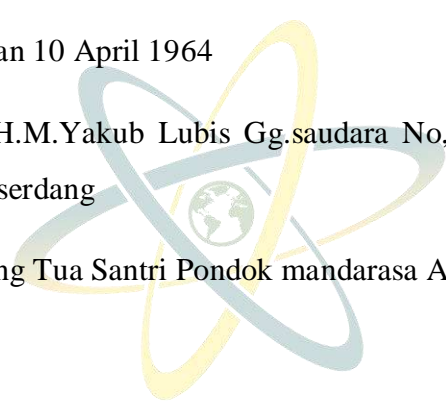 an 10 April 1964
H.M.Yakub Lubis Gg.saudara No,
serdang
ng Tua Santri Pondok mandarasa A